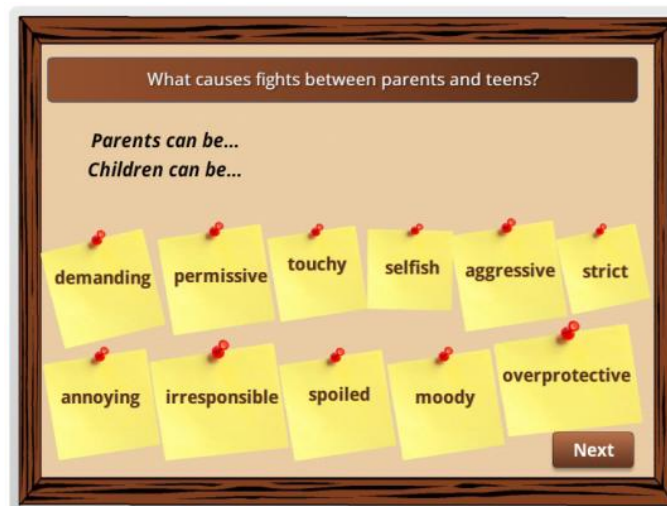 What causes fights between parents and teens?
Parents can be...
Children can be...
demanding
permissive
touchy
selfish
aggressive
strict
annoying
irresponsible
spoiled
moody
overprotective
Next